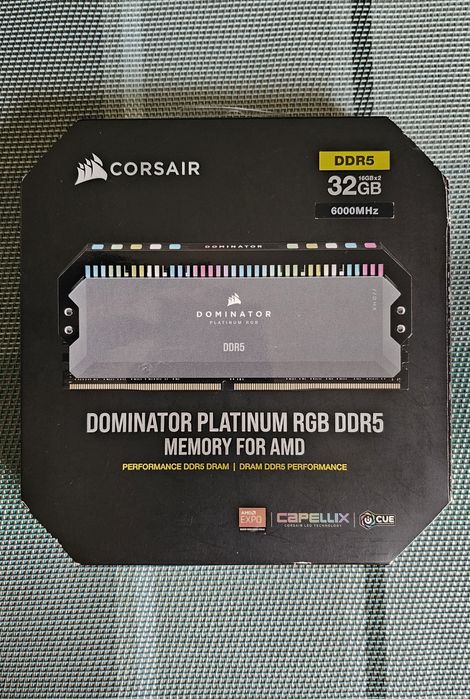 CORSAIR
DDR5
32GB 16GBx2
6000MHz
DOMINATOR
DOMINATOR
PLATINUM RGB
DDR5
DOMINATOR PLATINUM RGB DDR5
MEMORY FOR AMD
PERFORMANCE DDR5 DRAM | DRAM DDR5 PERFORMANCE
AMD
EXPO
CAPELLIX
CORSAIR LED TECHNOLOGY
iCUE